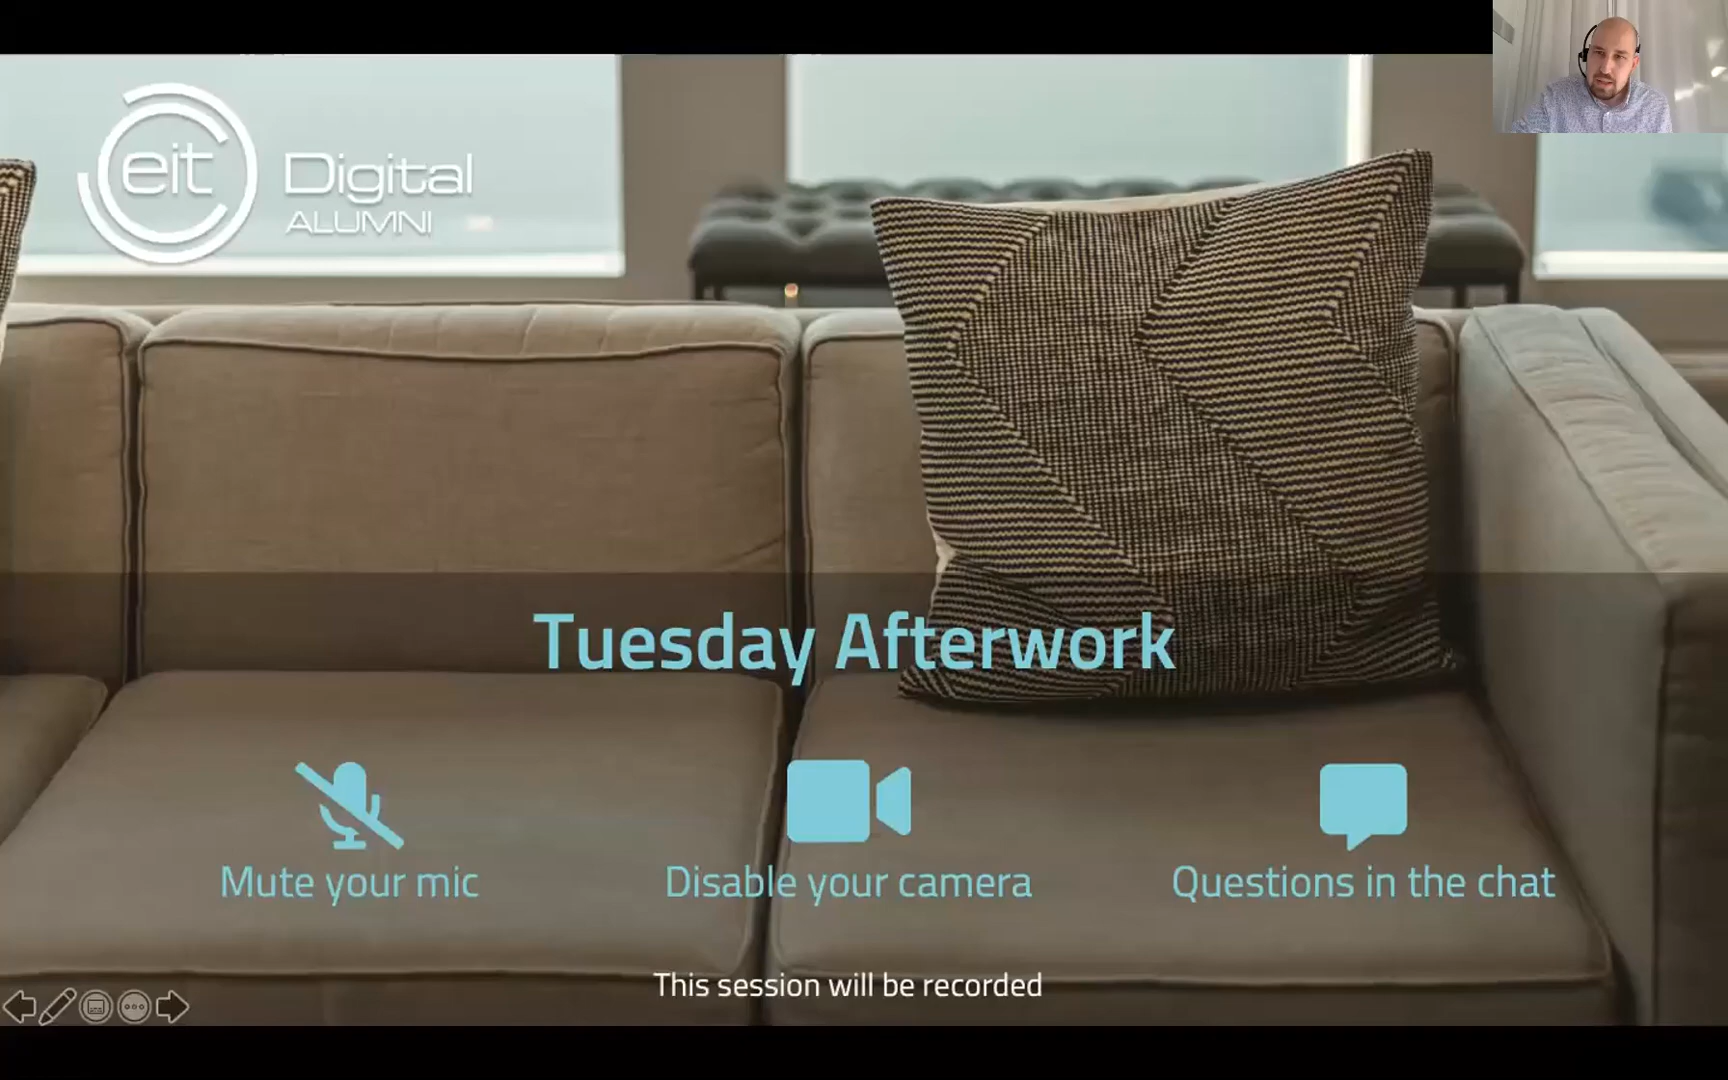 eit Digital
ALUMNI
Tuesday Afterwork
Mute your mic
Disable your camera
Questions in the chat
This session will be recorded